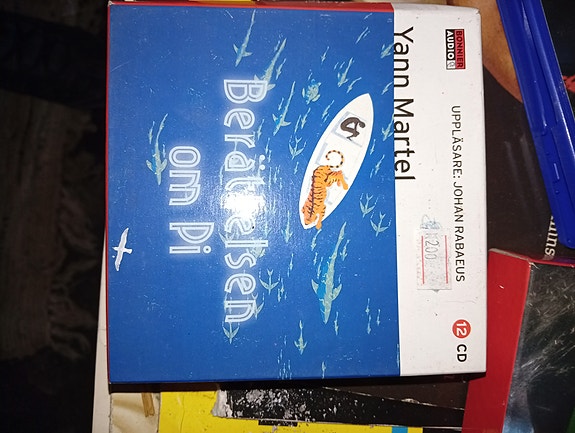 BONNIER
AUDIO
UPPLÄSARE: JOHAN RABAEUS
12 CD
Yann Martel
Berättelsen
om Pi